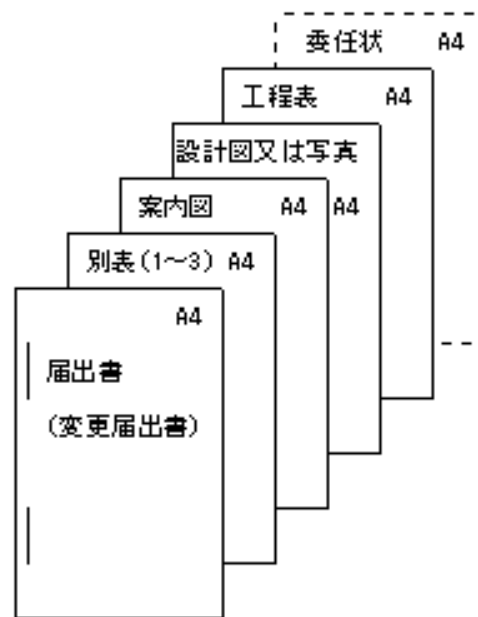 委任状 A4
工程表 A4
設計図又は写真
A4
案内図 A4
別表(1~3) A4
A4
届出書
(変更届出書)